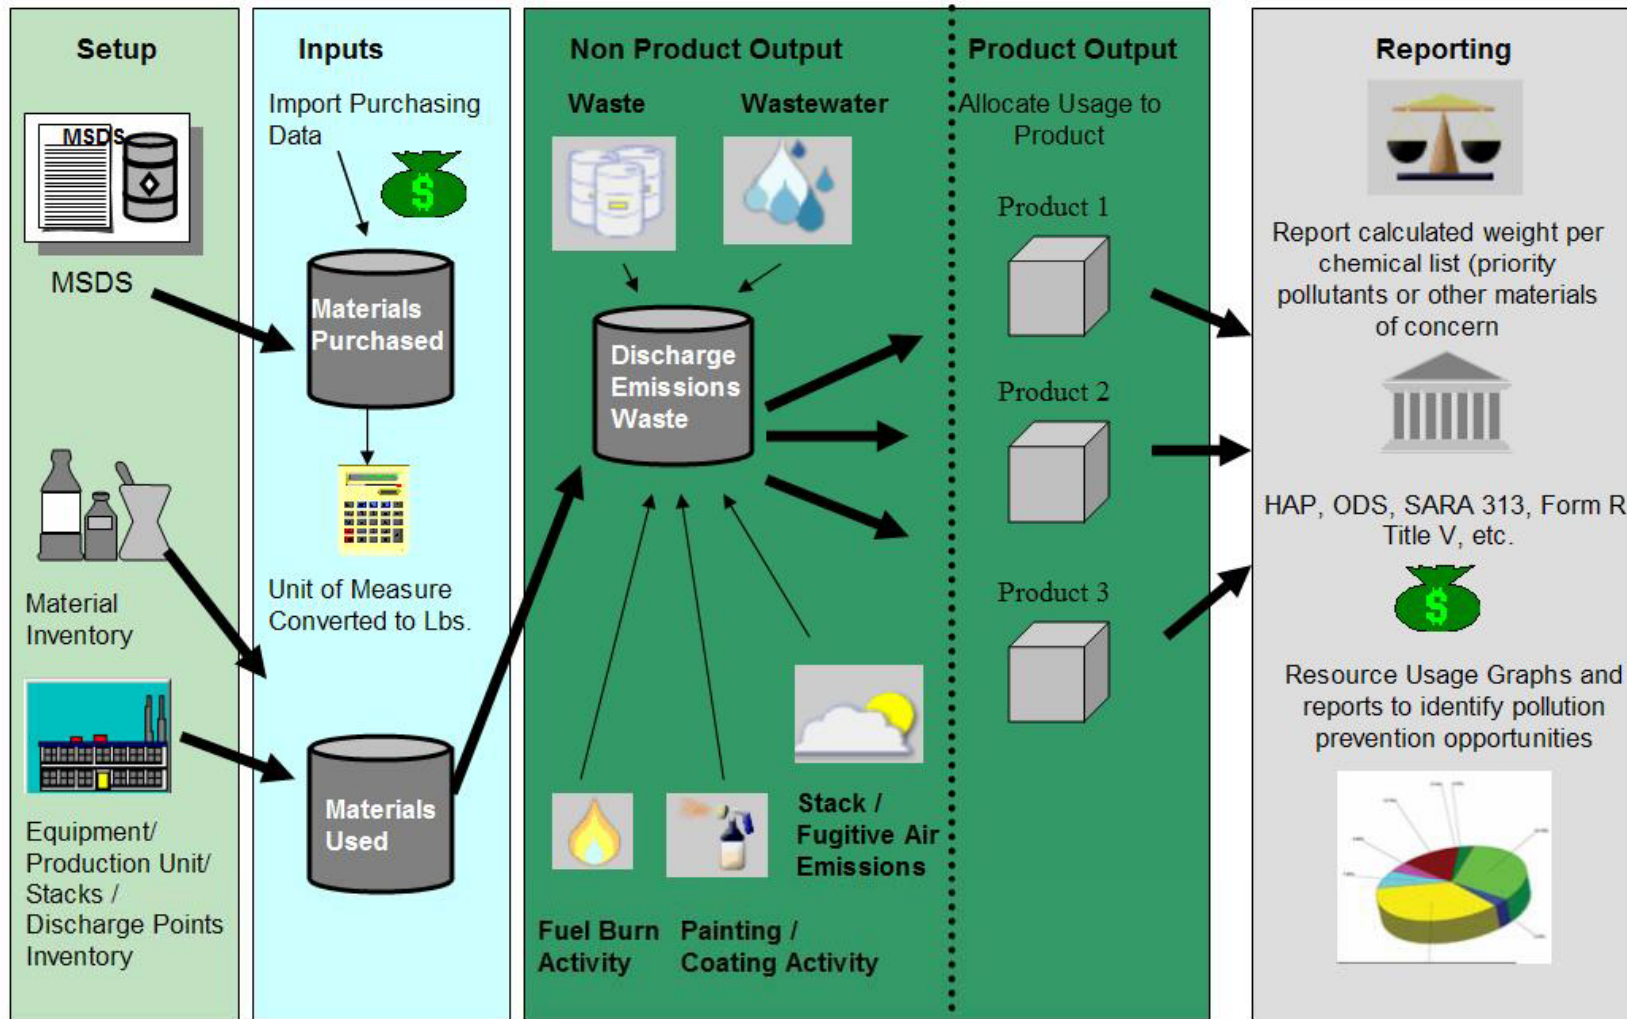 Setup
MSDS
MSDS
Material
Inventory
Equipment/
Production Unit/
Stacks /
Discharge Points
Inventory
Inputs
Import Purchasing
Data
$
Materials
Purchased
Unit of Measure
Converted to Lbs.
Materials
Used
Non Product Output
Waste
Wastewater
Discharge
Emissions
Waste
Stack /
Fugitive Air
Emissions
Fuel Burn
Activity
Painting /
Coating Activity
Product Output
Allocate Usage to
Product
Product 1
Product 2
Product 3
Reporting
Report calculated weight per
chemical list (priority
pollutants or other materials
of concern
HAP, ODS, SARA 313, Form R
Title V, etc.
$
Resource Usage Graphs and
reports to identify pollution
prevention opportunities